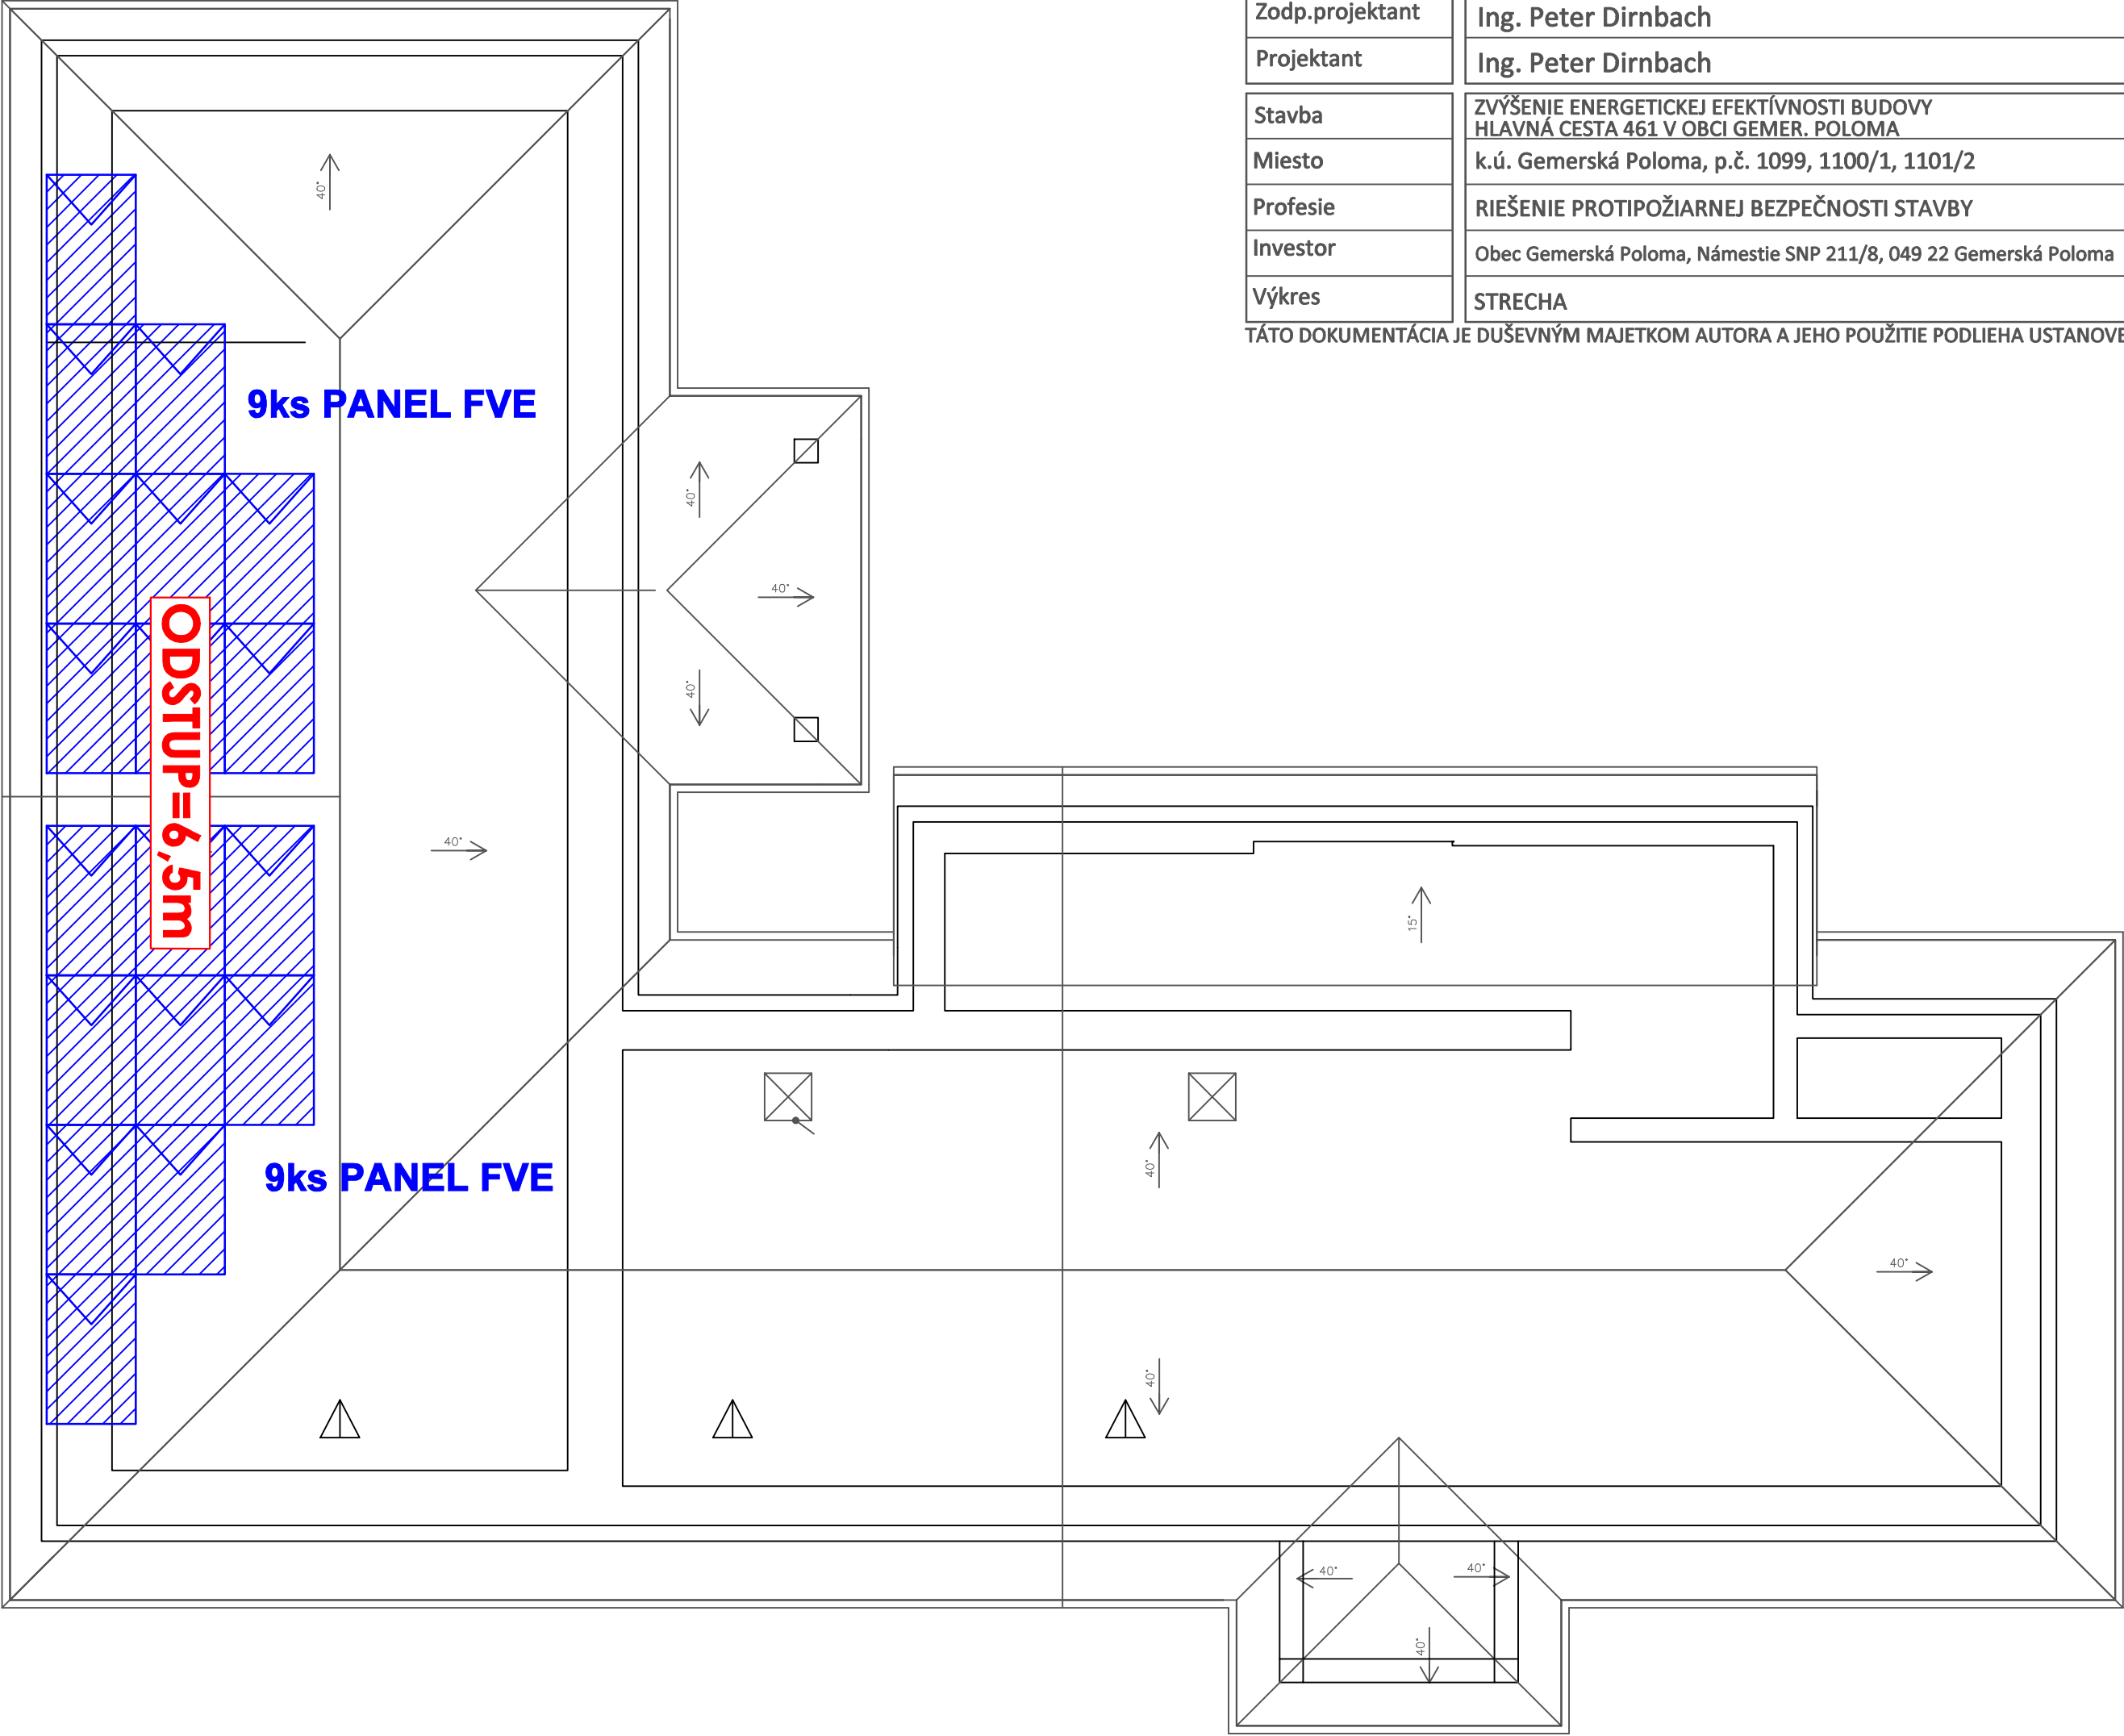 Zodp.projektant
Ing. Peter Dirnbach
Projektant
Ing. Peter Dirnbach
Stavba
ZVÝŠENIE ENERGETICKEJ EFEKTÍVNOSTI BUDOVY
HLAVNÁ CESTA 461 V OBCI GEMER. POLOMA
Miesto
k.ú. Gemerská Poloma, p.č. 1099, 1100/1, 1101/2
Profesie
RIEŠENIE PROTIPOŽIARNEJ BEZPEČNOSTI STAVBY
Investor
Obec Gemerská Poloma, Námestie SNP 211/8, 049 22 Gemerská Poloma
Výkres
STRECHA
TÁTO DOKUMENTÁCIA JE DUŠEVNÝM MAJETKOM AUTORA A JEHO POUŽITIE PODLIEHA USTANOVE
40°
9ks PANEL FVE
40°
40°
40°
ODSTUP=6,5m
40°
15°
9ks PANEL FVE
40°
40°
40°
40°
40°
40°